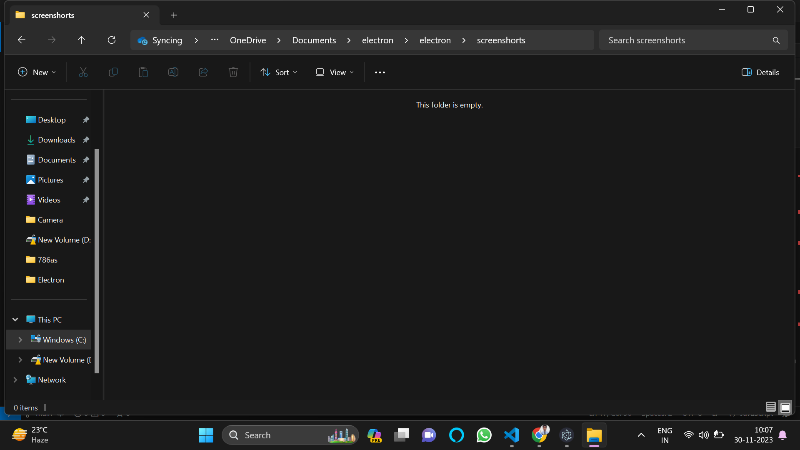 screenshorts
Syncing
OneDrive
Documents
electron
electron
screenshorts
Search screenshorts
New
Sort
View
Details
This folder is empty.
Desktop
Downloads
Documents
Pictures
Videos
Camera
New Volume (D:
786as
Electron
This PC
Windows (C:)
New Volume (D
Network
0 items
23°C
Haze
Search
ENG
IN
10:07
30-11-2023